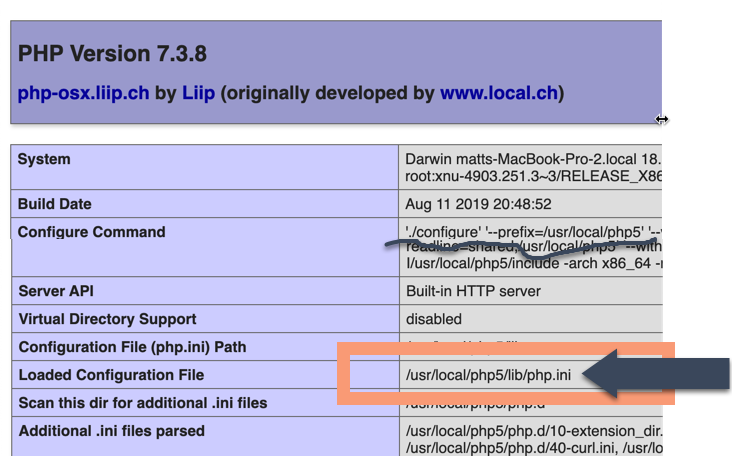 PHP Version 7.3.8
php-osx.liip.ch by Liip (originally developed by www.local.ch)
System
Darwin matts-MacBook-Pro-2.local 18.
root:xnu-4903.251.3~3/RELEASE_X86
Build Date
Aug 11 2019 20:48:52
Configure Command
'./configure' '--prefix=/usr/local/php5' '--
readline=shared,/usr/local/php5' '--with
I/usr/local/php5/include -arch x86_64 -
Server API
Built-in HTTP server
Virtual Directory Support
disabled
Configuration File (php.ini) Path
Loaded Configuration File
/usr/local/php5/lib/php.ini
Scan this dir for additional .ini files
/usr/local/php5/php.d
Additional .ini files parsed
/usr/local/php5/php.d/10-extension_dir.
/usr/local/php5/php.d/40-curl.ini, /usr/lo